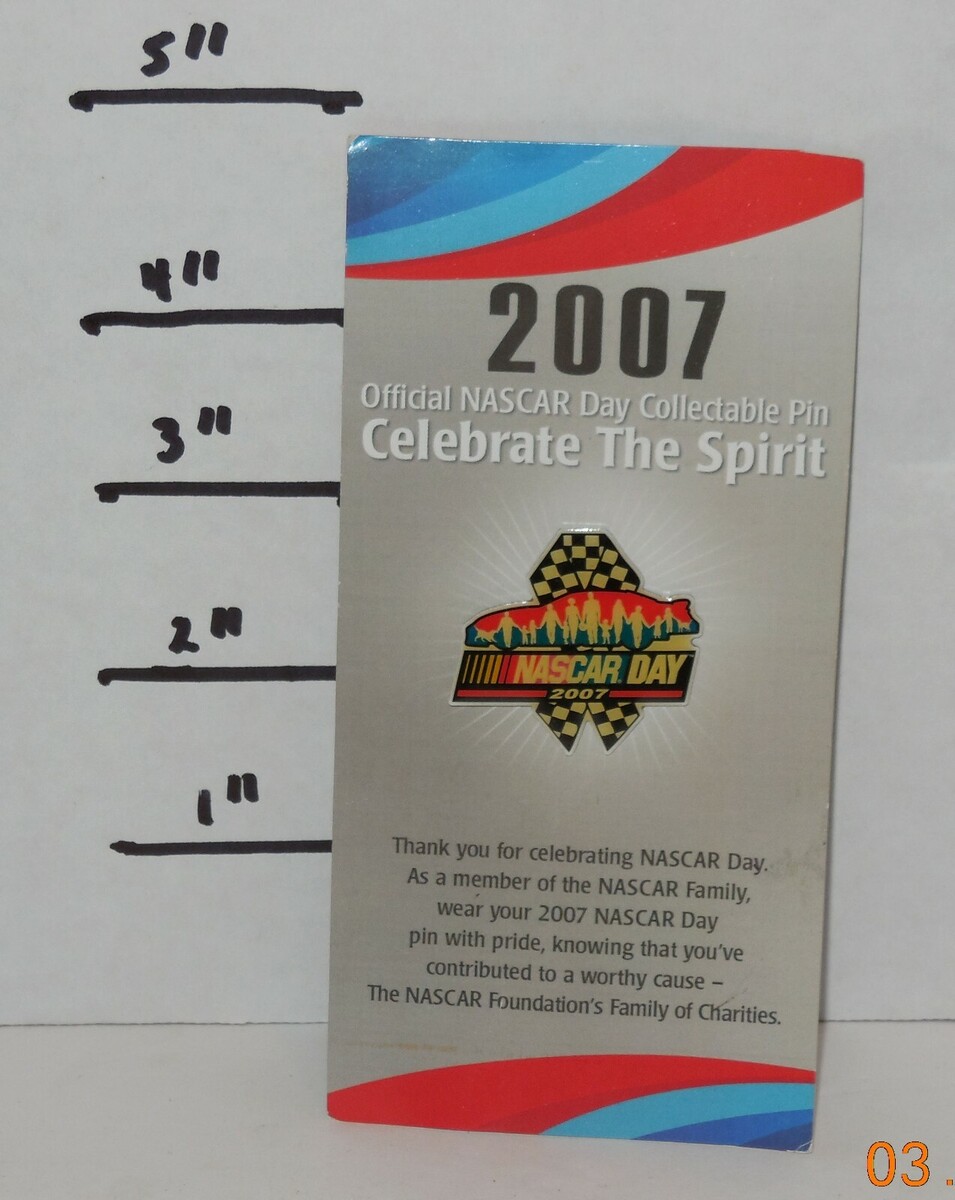 5"
4"
3"
2"
1"
2007
Official NASCAR Day Collectable Pin
Celebrate The Spirit
NASCAR DAY
2007
Thank you for celebrating NASCAR Day.
As a member of the NASCAR Family,
wear your 2007 NASCAR Day
pin with pride, knowing that you've
contributed to a worthy cause –
The NASCAR Foundation's Family of Charities.
03.